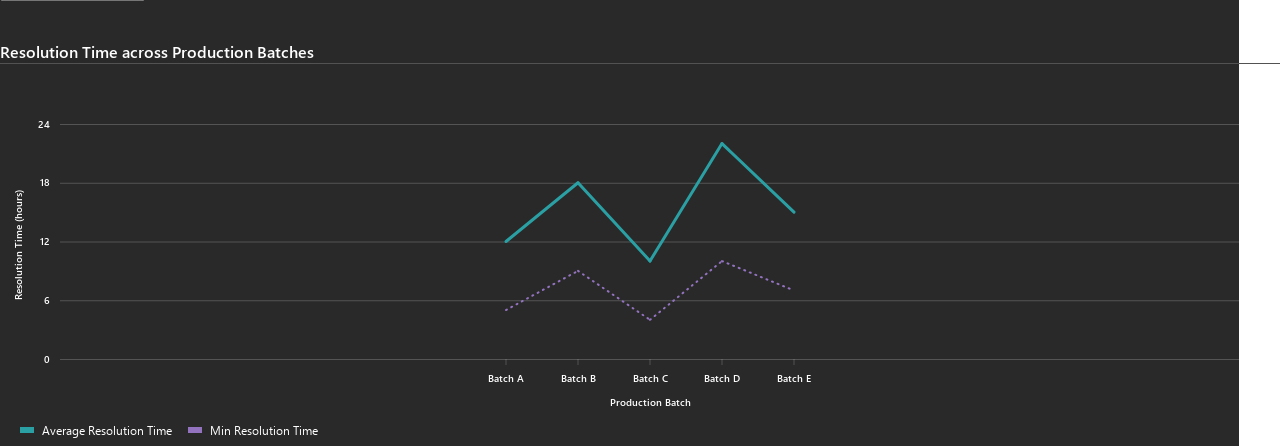 Resolution Time across Production Batches
24
18
12
6
0
Resolution Time (hours)
Batch A Batch B Batch C Batch D Batch E
Production Batch
Average Resolution Time Min Resolution Time